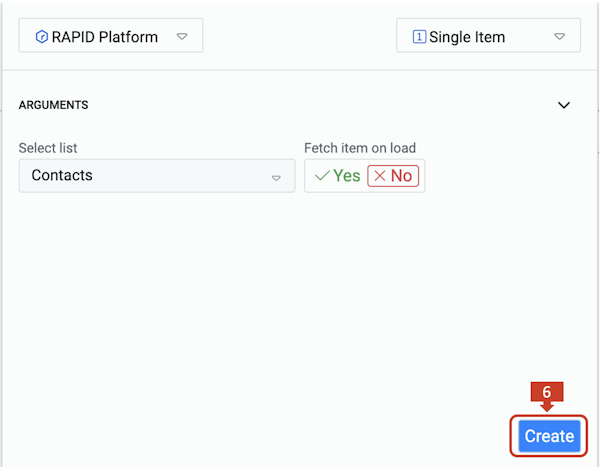 RAPID Platform
1 Single Item
ARGUMENTS
Select list
Fetch item on load
Contacts
Yes No
6
Create